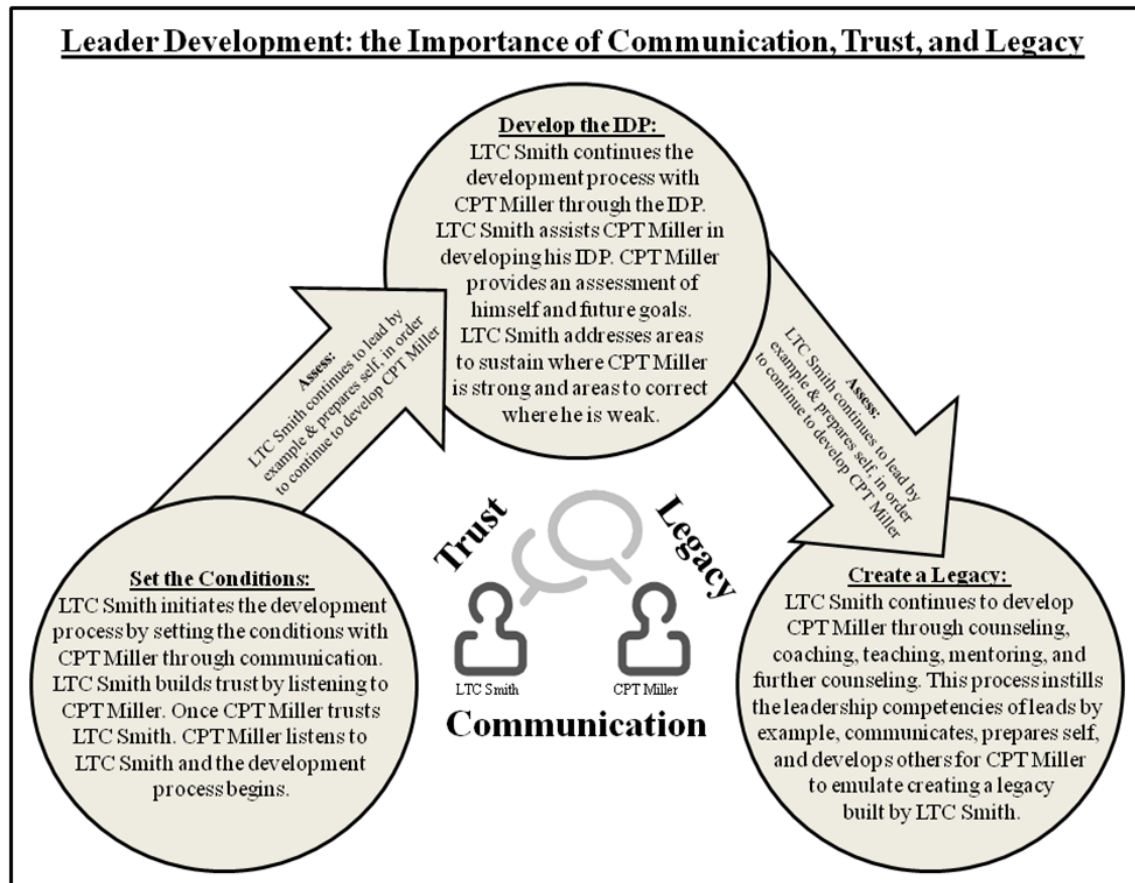 Leader Development: the Importance of Communication, Trust, and Legacy
Develop the IDP:
LTC Smith continues the
development process with
CPT Miller through the IDP.
LTC Smith assists CPT Miller in
developing his IDP. CPT Miller
provides an assessment of
himself and future goals.
LTC Smith addresses areas
to sustain where CPT Miller
is strong and areas to correct
where he is weak.
Assess:
LTC Smith continues to lead by
example & prepares self, in order
to continue to develop CPT Miller
Assess:
LTC Smith continues to lead by
example & prepares self, in order
to continue to develop CPT Miller
Set the Conditions:
LTC Smith initiates the development
process by setting the conditions with
CPT Miller through communication.
LTC Smith builds trust by listening to
CPT Miller. Once CPT Miller trusts
LTC Smith. CPT Miller listens to
LTC Smith and the development
process begins.
Trust
Legacy
LTC Smith
CPT Miller
Communication
Create a Legacy:
LTC Smith continues to develop
CPT Miller through counseling,
coaching, teaching, mentoring, and
further counseling. This process instills
the leadership competencies of leads by
example, communicates, prepares self,
and develops others for CPT Miller
to emulate creating a legacy
built by LTC Smith.